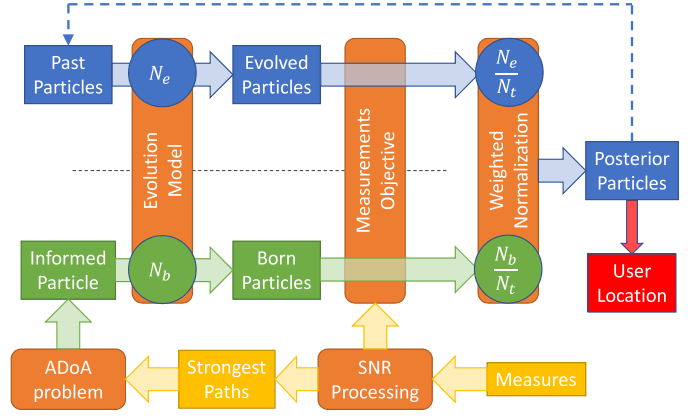 Past
Particles
N_e
Evolved
Particles
N_e
N_t
Evolution
Model
Measurements
Objective
Weighted
Normalization
Posterior
Particles
Informed
Particle
N_b
Born
Particles
N_b
N_t
User
Location
ADoA
problem
Strongest
Paths
SNR
Processing
Measures